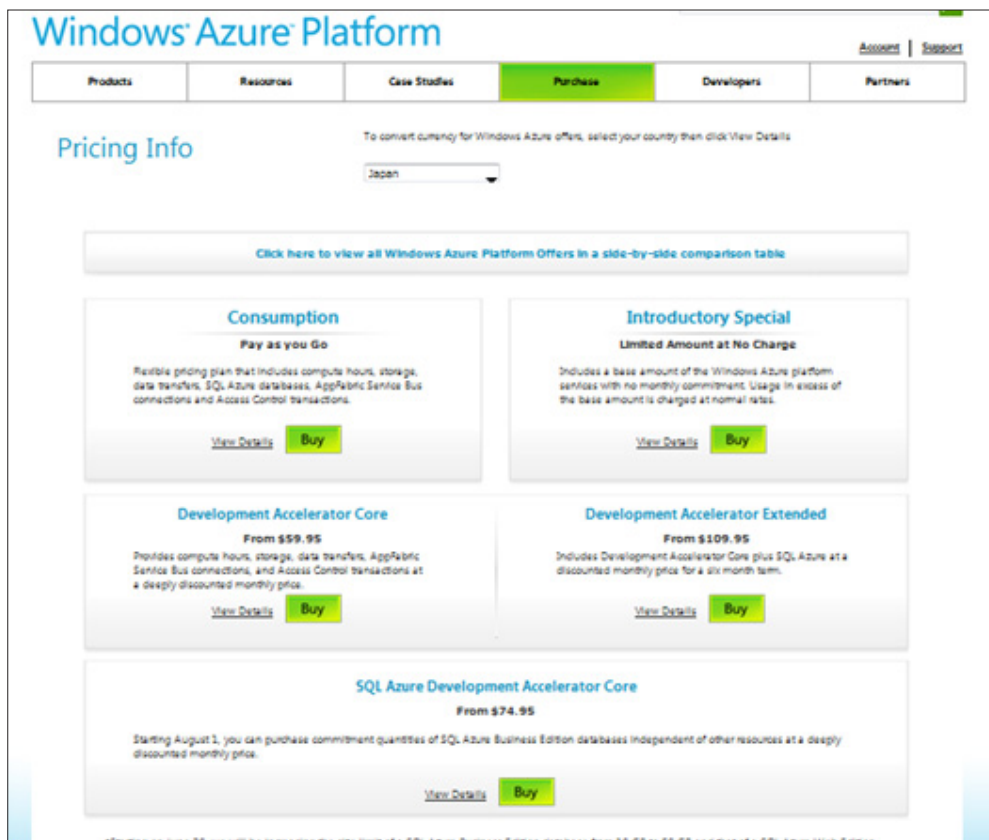 Windows Azure Platform
Account | Support
Products Resources Case Studies Purchase Developers Partners
Pricing Info
To convert currency for Windows Azure offers, select your country then click View Details
Japan
Click here to view all Windows Azure Platform Offers in a side-by-side comparison table
Consumption
Pay as you Go
Flexible pricing plan that includes compute hours, storage,
data transfers, SQL Azure databases, AppFabric Service Bus
connections and Access Control transactions.
View Details Buy
Introductory Special
Limited Amount at No Charge
Includes a base amount of the Windows Azure platform
services with no monthly commitment. Usage in excess of
the base amount is charged at normal rates.
View Details Buy
Development Accelerator Core
From $59.95
Provides compute hours, storage, data transfers, AppFabric
Service Bus connections, and Access Control transactions at
a deeply discounted monthly price.
View Details Buy
Development Accelerator Extended
From $109.95
Includes Development Accelerator Core plus SQL Azure at a
discounted monthly price for a six month term.
View Details Buy
SQL Azure Development Accelerator Core
From $74.95
Starting August 1, you can purchase commitment quantities of SQL Azure Business Edition databases independent of other resources at a deeply
discounted monthly price.
View Details Buy